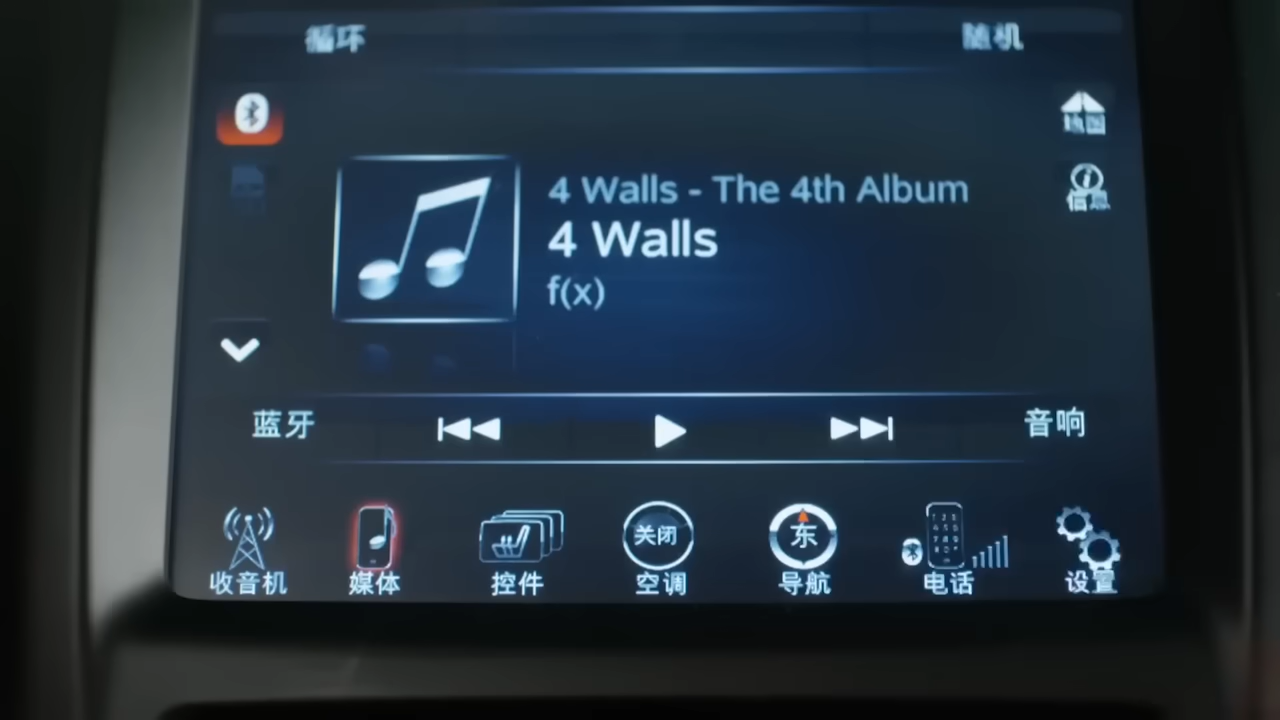 循环
随机
地图
4 Walls - The 4th Album
信息
4 Walls
f(x)
蓝牙
音响
关闭
东
收音机
媒体
控件
空调
导航
电话
设置